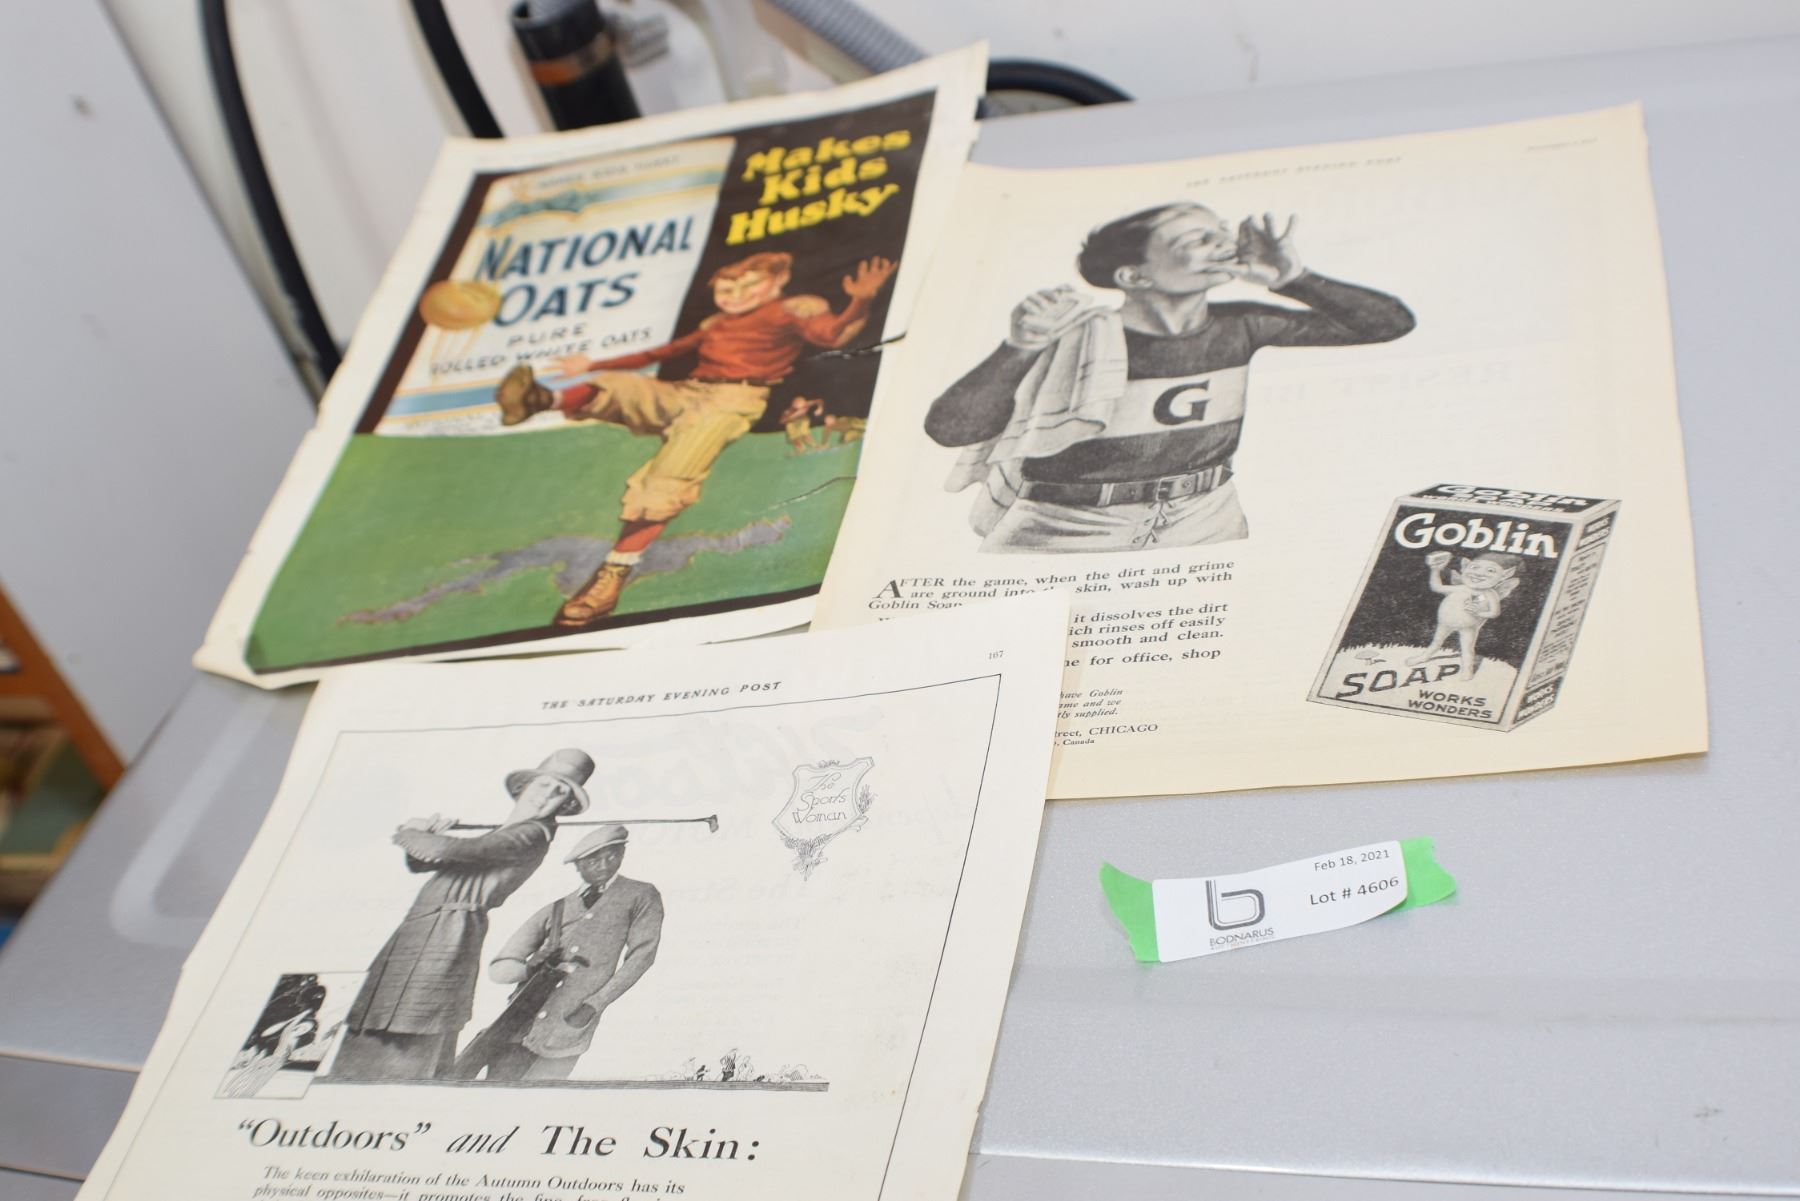 Makes
Kids
Husky
NATIONAL
OATS
PURE
ROLLED WHITE OATS
THE SATURDAY EVENING POST
G
AFTER the game, when the dirt and grime
are ground into skin, wash up with
Goblin Soap
it dissolves the dirt
rinses off easily
smooth and clean.
for office, shop
have Goblin
and we
supplied.
CHICAGO
Canada
Goblin
Goblin
SOAP
WORKS
WONDERS
WORKS
WONDERS
167
THE SATURDAY EVENING POST
The
Sports
Woman
"Outdoors" and The Skin:
The keen exhilaration of the Autumn Outdoors has its
physical opposites—it promotes the fine,
Feb 18, 2021
Lot # 4606
b
BODNARUS